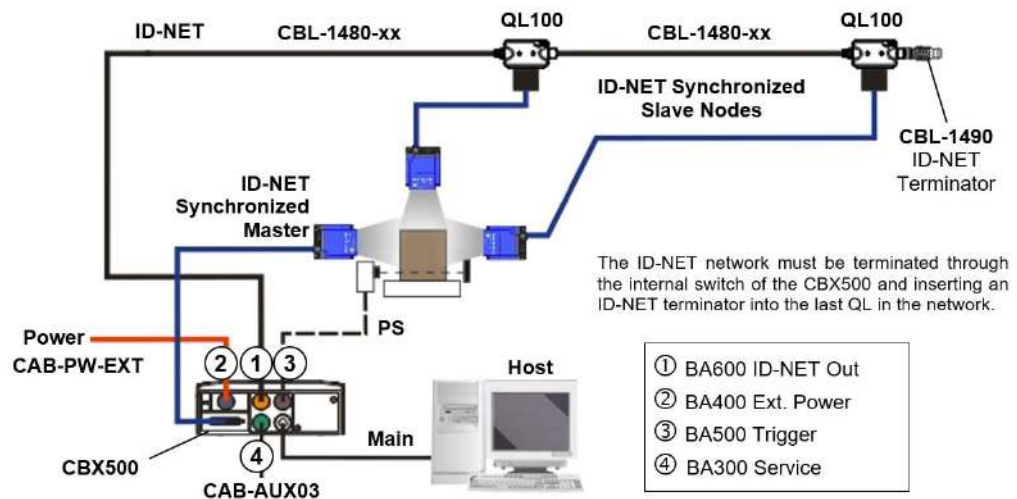 ID-NET
CBL-1480-xx
QL100
CBL-1480-xx
QL100
ID-NET Synchronized
Slave Nodes
CBL-1490
ID-NET
Terminator
ID-NET
Synchronized
Master
The ID-NET network must be terminated through
the internal switch of the CBX500 and inserting an
ID-NET terminator into the last QL in the network.
PS
Power
CAB-PW-EXT
2
1
3
Host
Main
CBX500
4
CAB-AUX03
① BA600 ID-NET Out
② BA400 Ext. Power
③ BA500 Trigger
④ BA300 Service